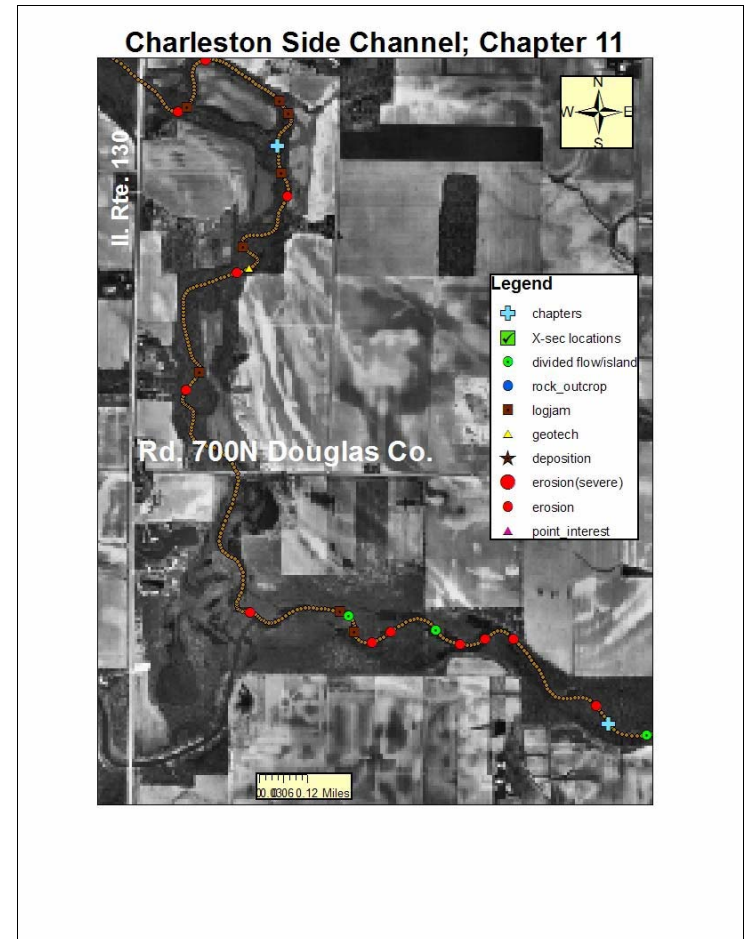 Charleston Side Channel; Chapter 11
N
W E
S
Il. Rte. 130
Legend
chapters
X-sec locations
divided flow/island
rock_outcrop
logjam
geotech
deposition
erosion(severe)
erosion
point_interest
Rd. 700N Douglas Co.
0.12 Miles